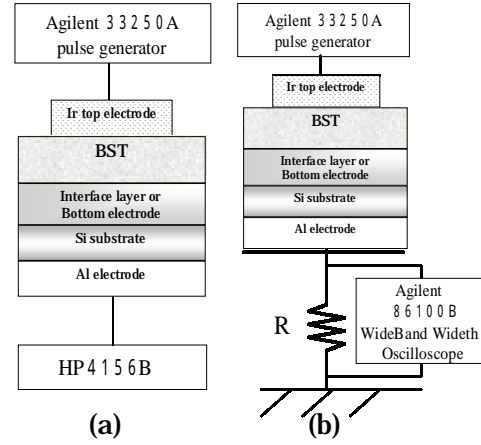 Agilent 33250A
pulse generator
Ir top electrode
BST
Interface layer or
Bottom electrode
Si substrate
Al electrode
HP4156B
(a)
Agilent 33250A
pulse generator
Ir top electrode
BST
Interface layer or
Bottom electrode
Si substrate
Al electrode
R
Agilent
86100B
WideBand Wideth
Oscilloscope
(b)